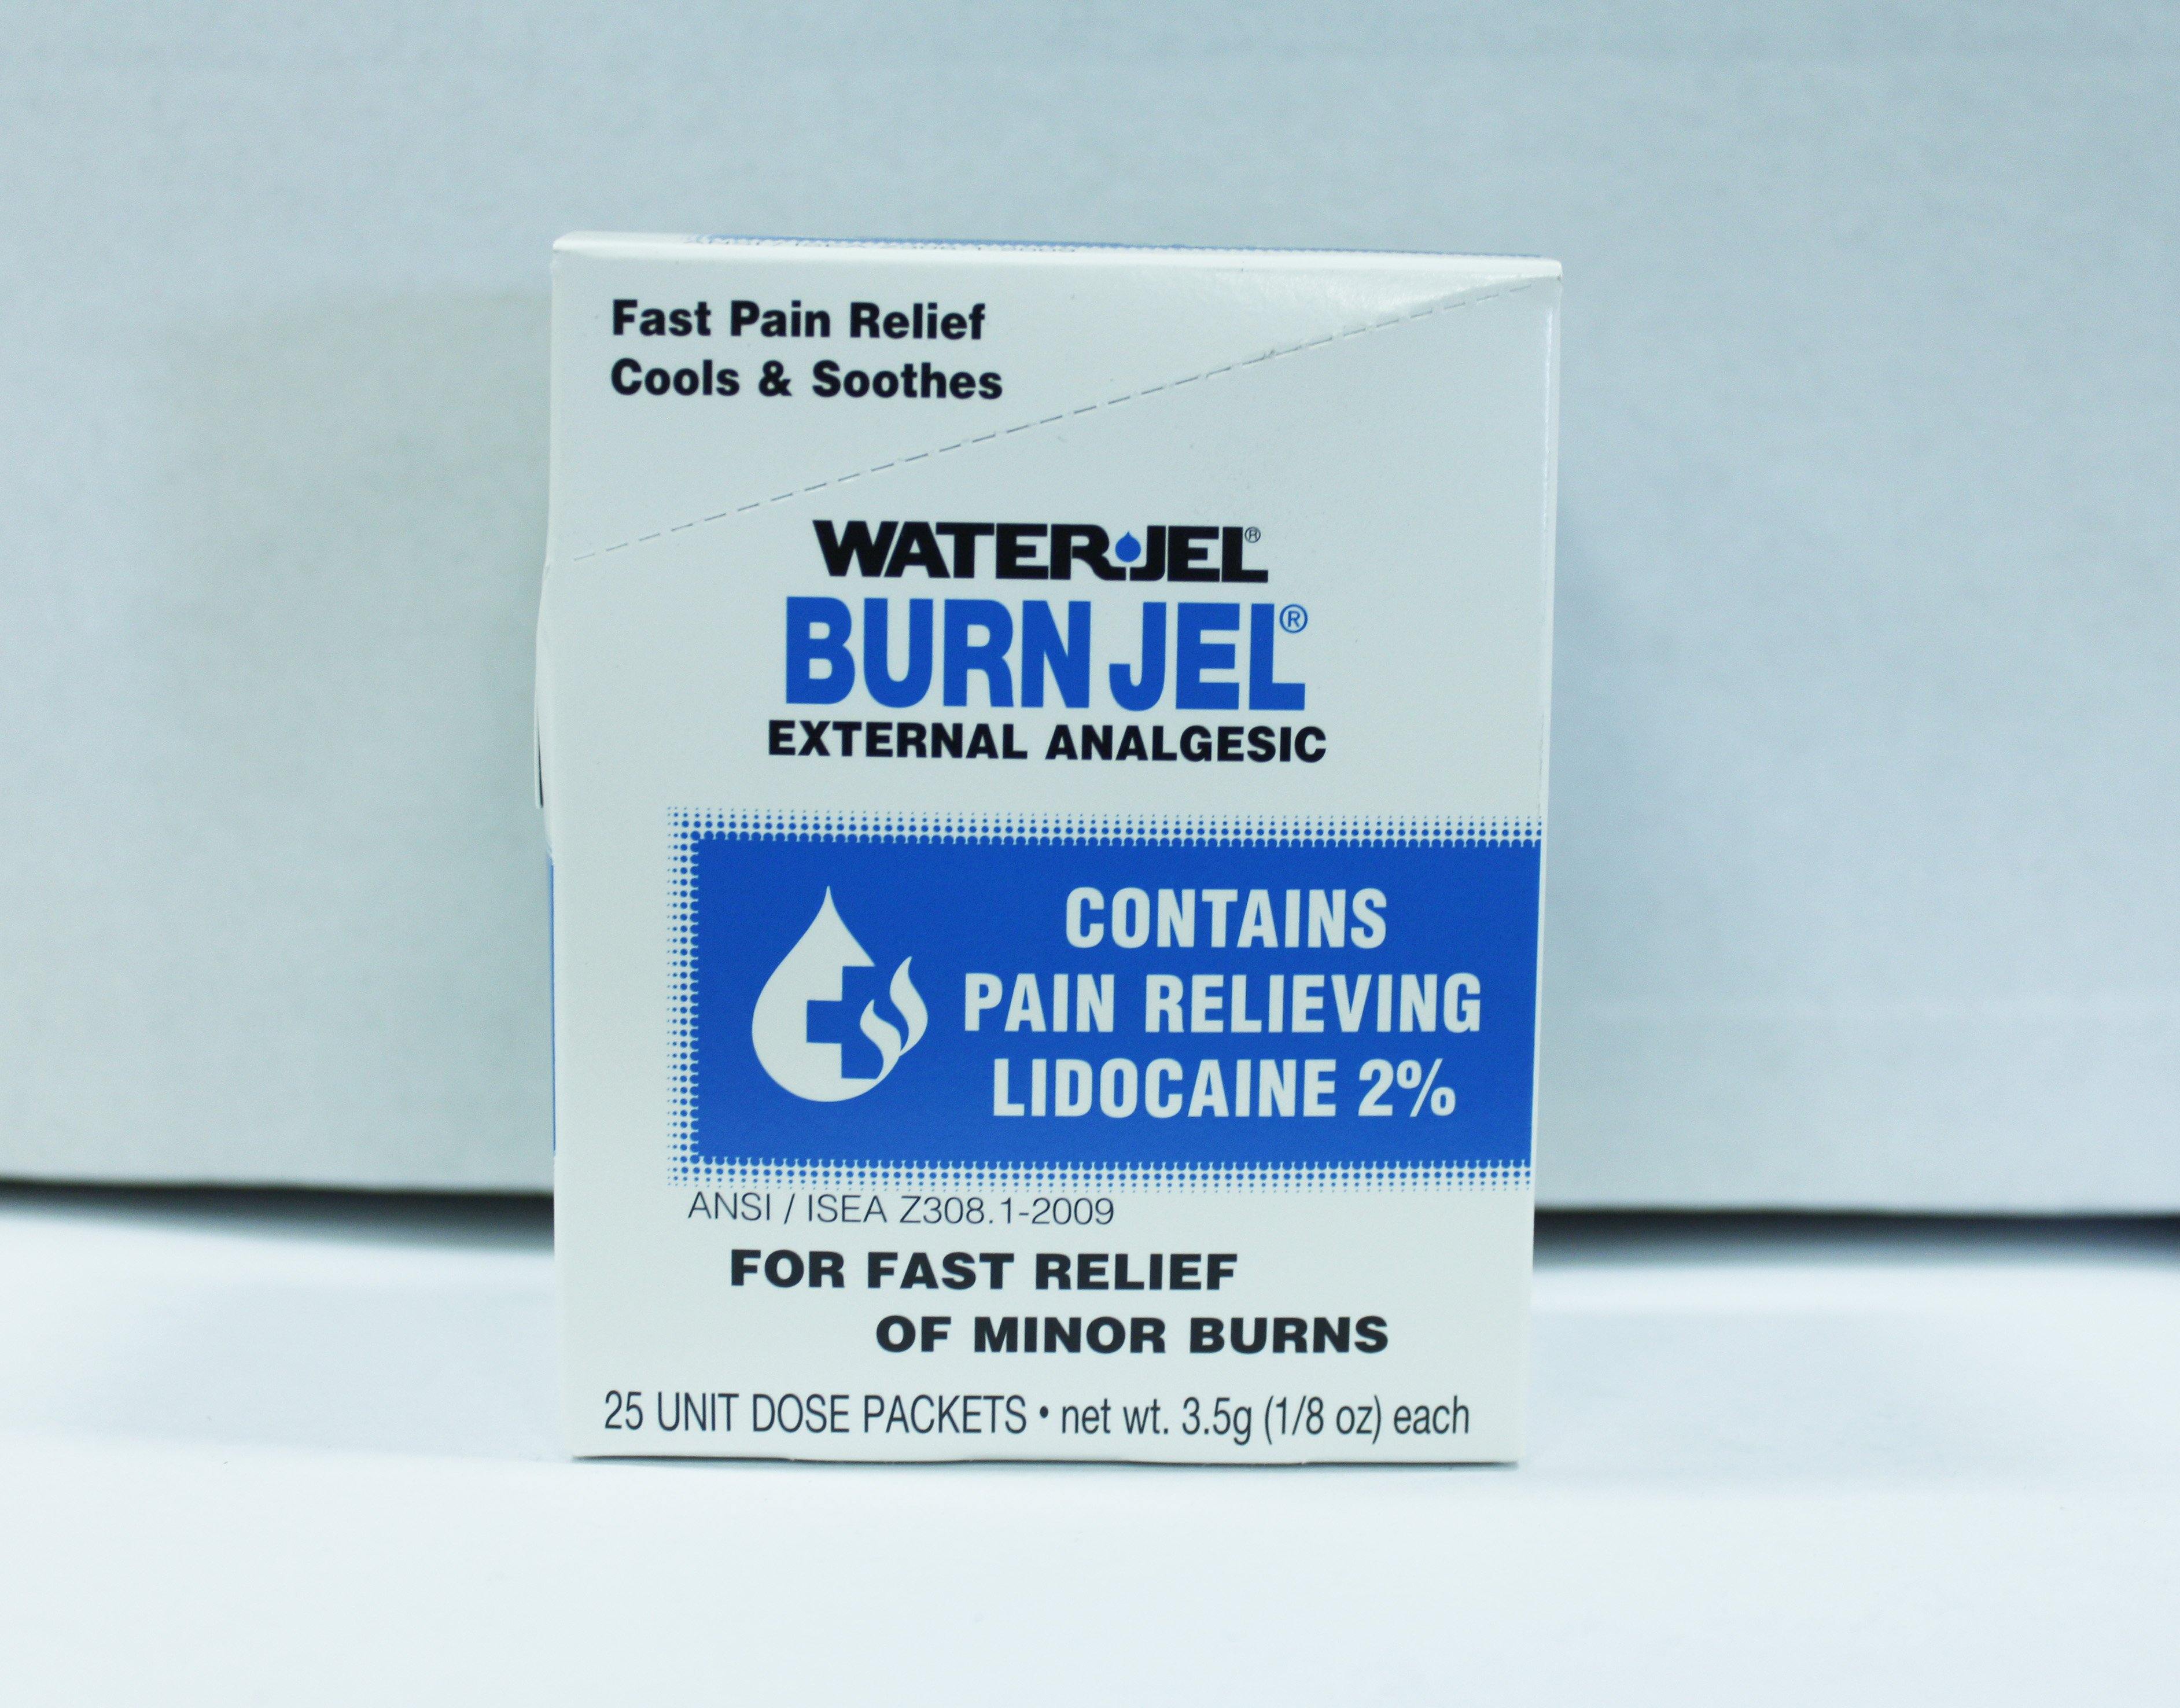 Fast Pain Relief
Cools & Soothes
WATER JEL®
BURN JEL®
EXTERNAL ANALGESIC
CONTAINS
PAIN RELIEVING
LIDOCAINE 2%
ANSI / ISEA Z308.1-2009
FOR FAST RELIEF
OF MINOR BURNS
25 UNIT DOSE PACKETS • net wt. 3.5g (1/8 oz) each